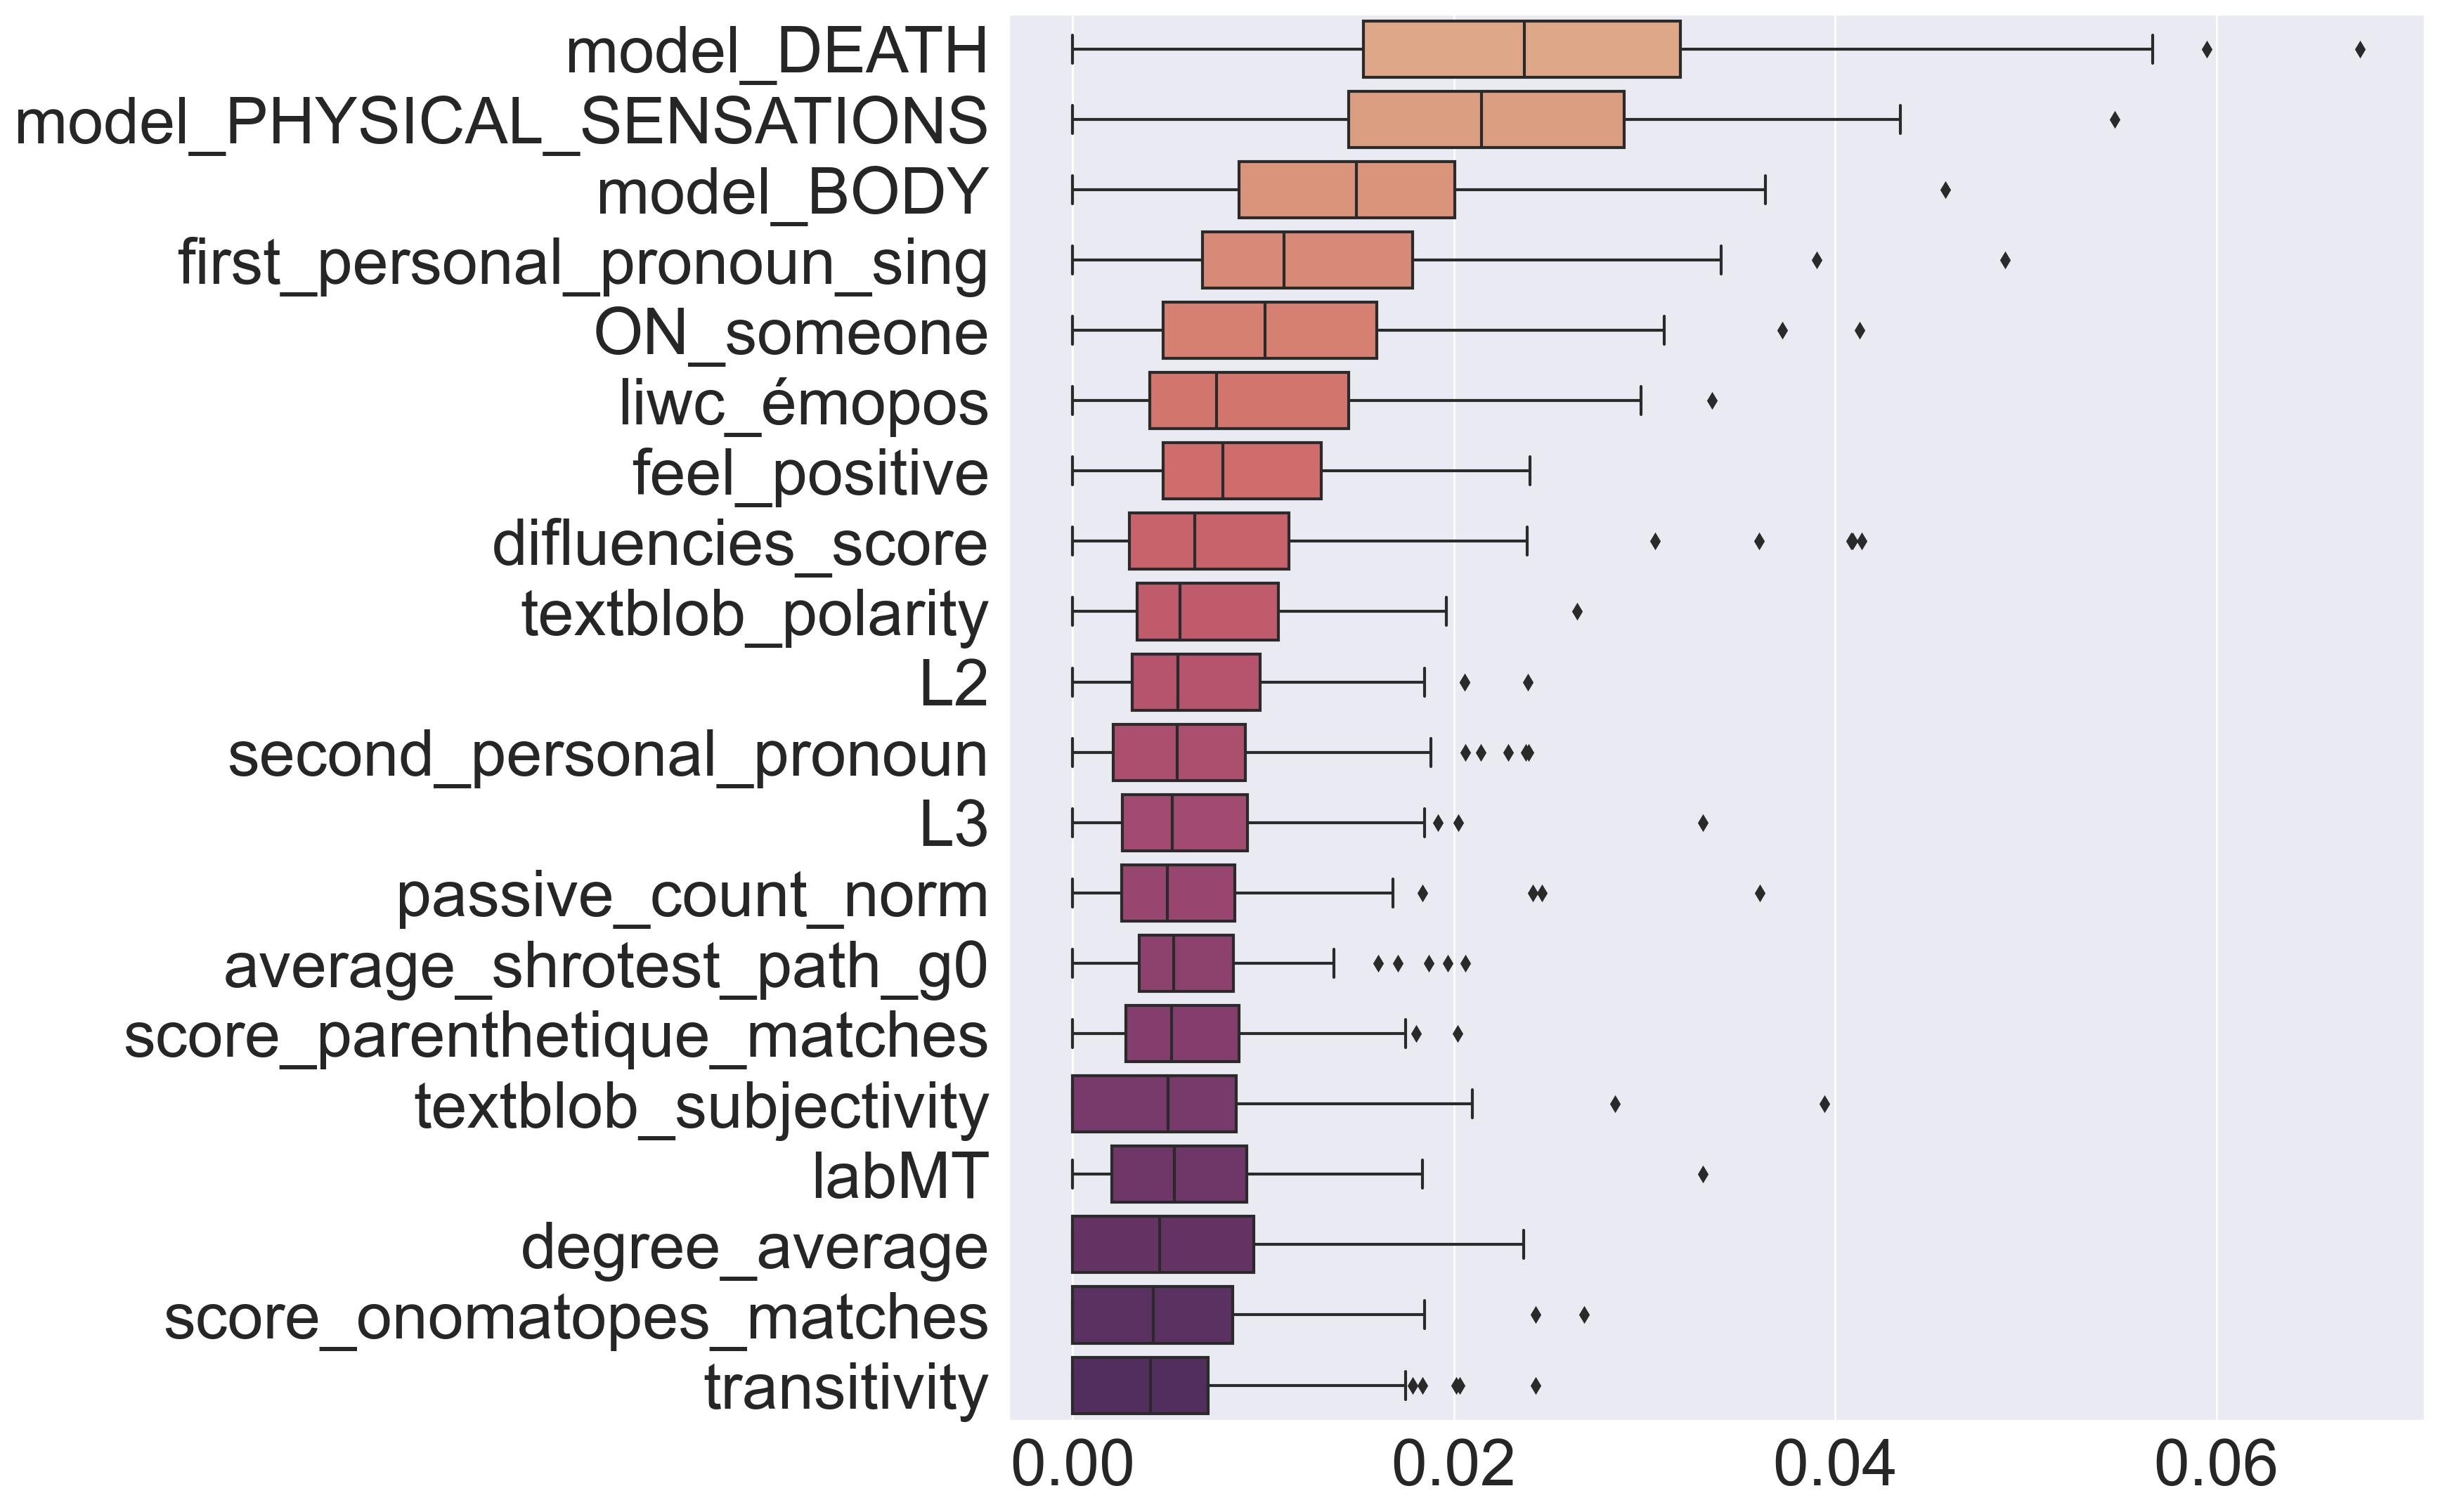 model_DEATH
model_PHYSICAL_SENSATIONS
model_BODY
first_personal_pronoun_sing
ON_someone
liwc_émopos
feel_positive
difluencies_score
textblob_polarity
L2
second_personal_pronoun
L3
passive_count_norm
average_shrotest_path_g0
score_parenthetique_matches
textblob_subjectivity
labMT
degree_average
score_onomatopes_matches
transitivity
0.00 0.02 0.04 0.06